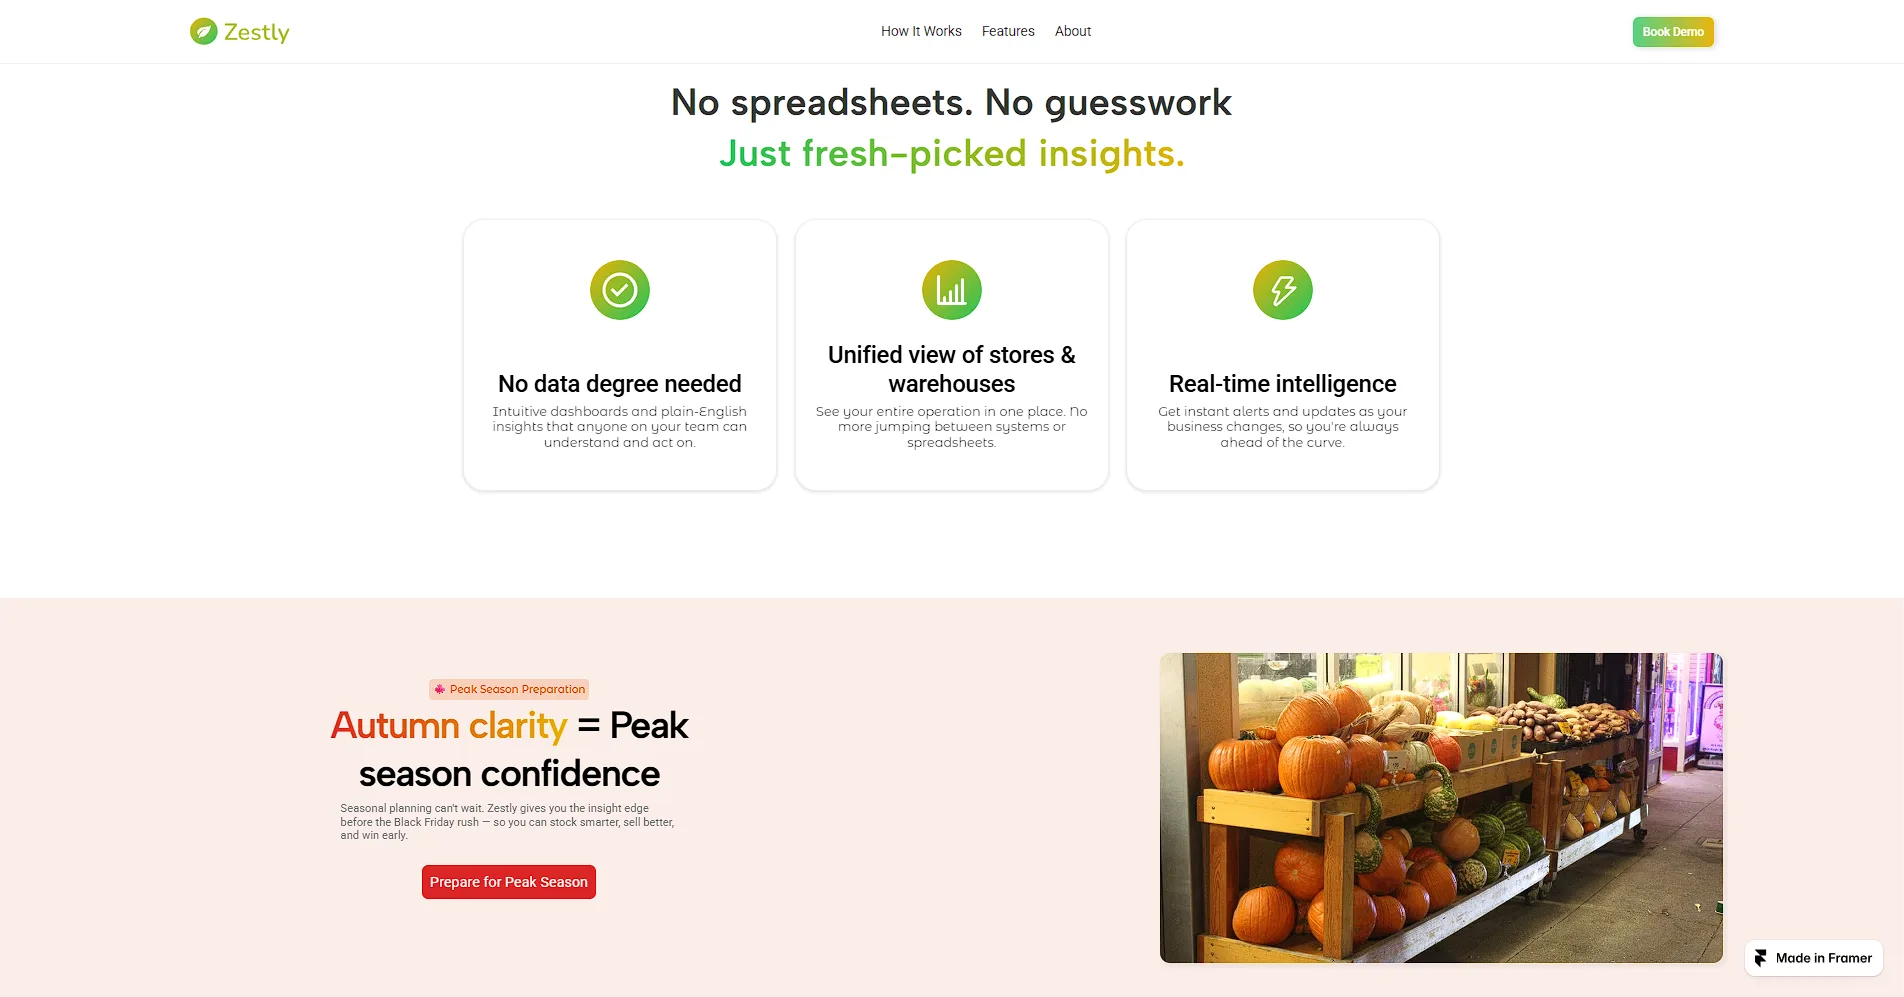 Zestly
How It Works
Features
About
Book Demo
No spreadsheets. No guesswork
Just fresh-picked insights.
No data degree needed
Intuitive dashboards and plain-English
insights that anyone on your team can
understand and act on.
Unified view of stores &
warehouses
See your entire operation in one place. No
more jumping between systems or
spreadsheets.
Real-time intelligence
Get instant alerts and updates as your
business changes, so you're always
ahead of the curve.
Peak Season Preparation
Autumn clarity = Peak
season confidence
Seasonal planning can't wait. Zestly gives you the insight edge
before the Black Friday rush — so you can stock smarter, sell better,
and win early.
Prepare for Peak Season
Made in Framer